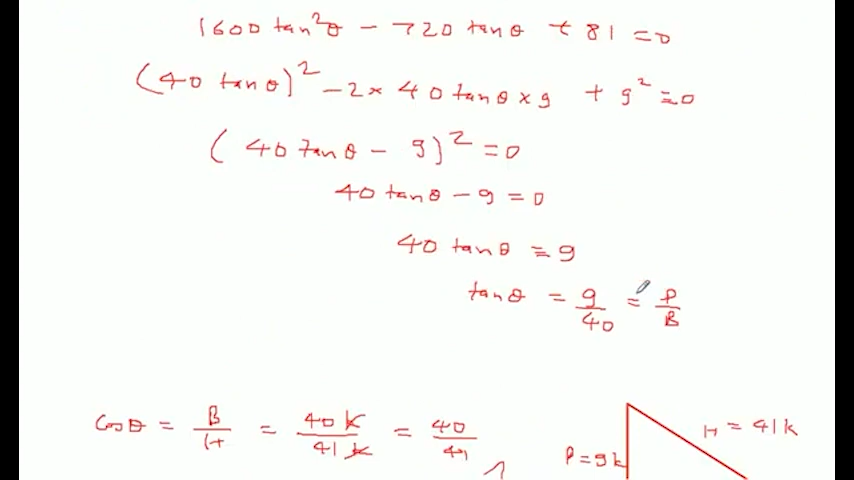 1600 tan²θ - 720 tanθ + 81 = 0
(40 tanθ)² - 2 × 40 tanθ × 9 + 9² = 0
(40 tanθ - 9)² = 0
40 tanθ - 9 = 0
40 tanθ = 9
tanθ = 9/40 = P/B
Cosθ = B/H = 40k/41k = 40/41
H = 41k
P = 9k